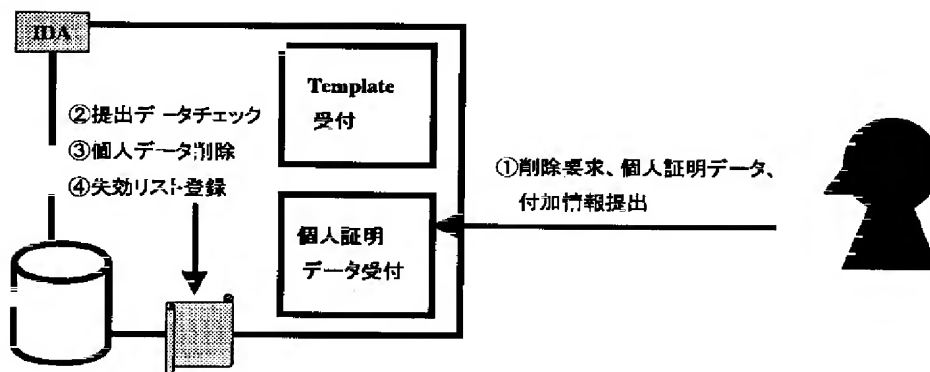 IDA
Template
受付
②提出データチェック
③個人データ削除
④失効リスト登録
①削除要求、個人証明データ、
付加情報提出
個人証明
データ受付